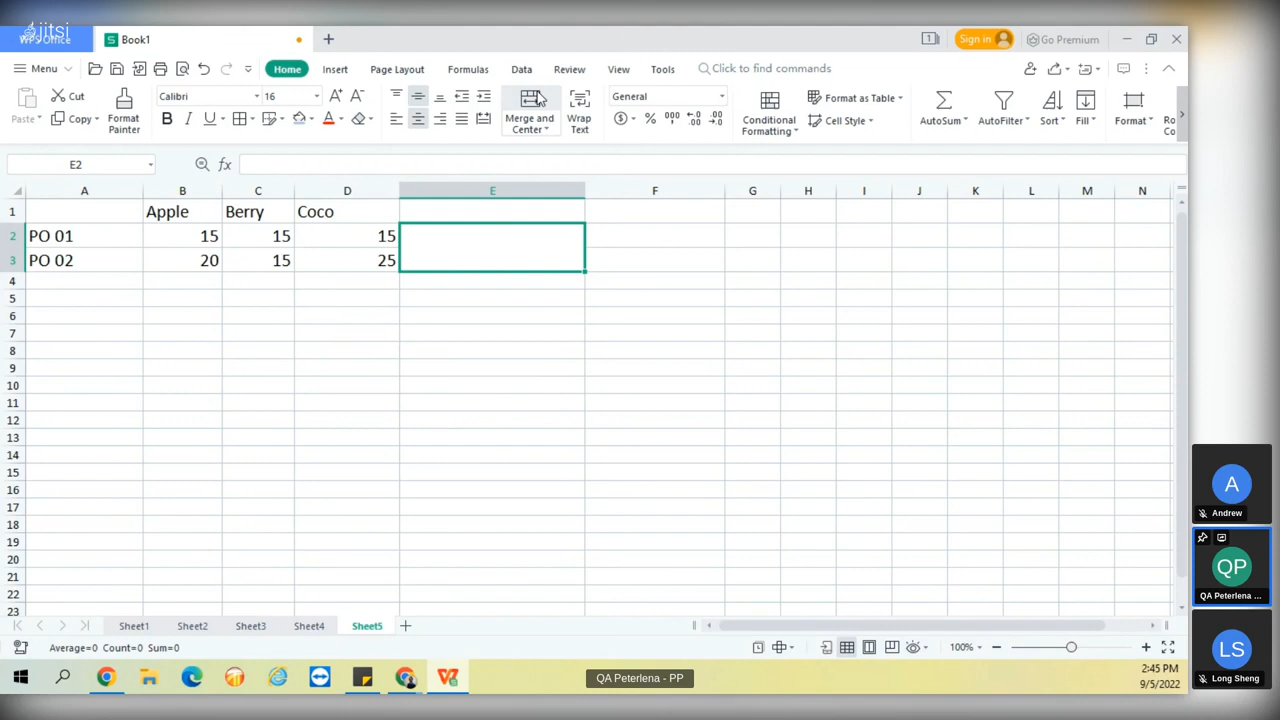 jitsi
WPS Office
Book1
1
Sign in
Go Premium
Menu
Home
Insert
Page Layout
Formulas
Data
Review
View
Tools
Click to find commands
Paste
Cut
Copy
Format Painter
Calibri
16
Merge and Center
Wrap Text
General
Conditional Formatting
Format as Table
Cell Style
AutoSum
AutoFilter
Sort
Fill
Format
Ro
Co
E2
fx
A B C D E F G H I J K L M N
1 Apple Berry Coco
2 PO 01 15 15 15
3 PO 02 20 15 25
4
5
6
7
8
9
10
11
12
13
14
15
16
17
18
19
20
21
22
23
Sheet1 Sheet2 Sheet3 Sheet4 Sheet5
Average=0 Count=0 Sum=0
100%
QA Peterlena - PP
2:45 PM
9/5/2022
A
Andrew
QP
QA Peterlena ...
LS
Long Sheng